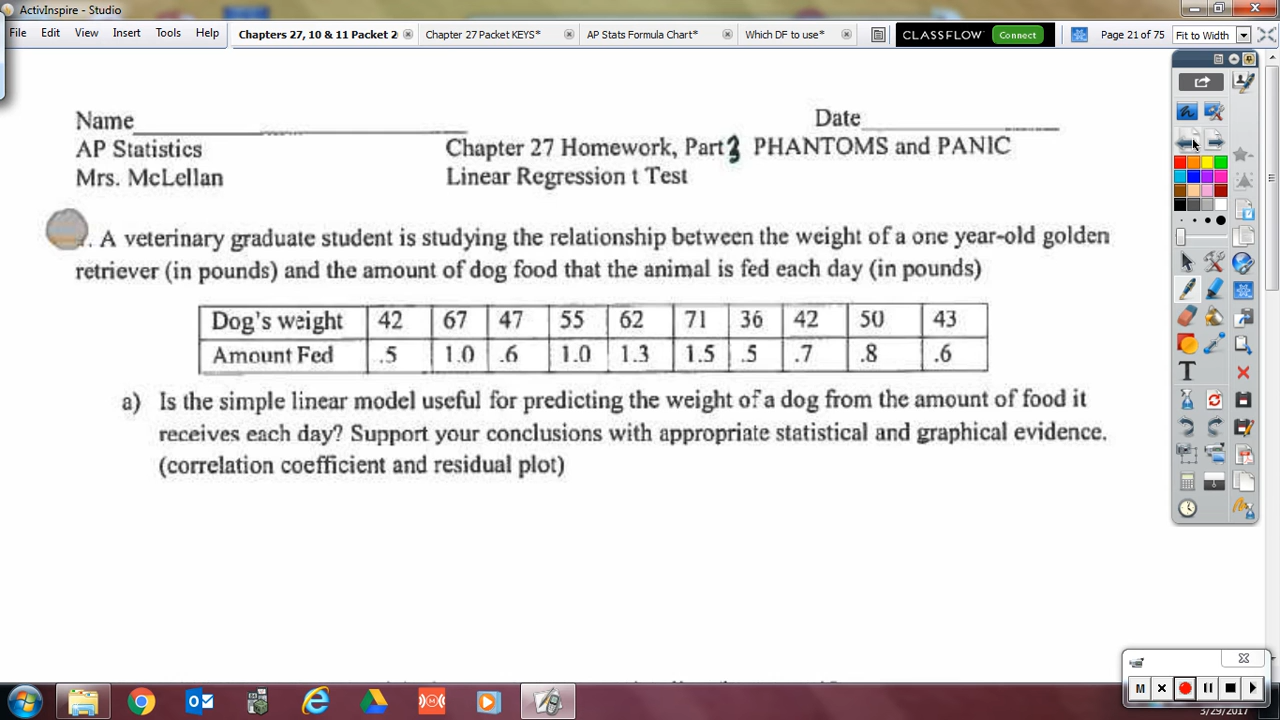 ActivInspire - Studio
File Edit View Insert Tools Help
Chapters 27, 10 & 11 Packet 2
Chapter 27 Packet KEYS*
AP Stats Formula Chart*
Which DF to use*
CLASSFLOW Connect
Page 21 of 75
Fit to Width
Name Date
AP Statistics Chapter 27 Homework, Part 3 PHANTOMS and PANIC
Mrs. McLellan Linear Regression t Test
. A veterinary graduate student is studying the relationship between the weight of a one year-old golden
retriever (in pounds) and the amount of dog food that the animal is fed each day (in pounds)
Dog's weight 42 67 47 55 62 71 36 42 50 43
Amount Fed .5 1.0 .6 1.0 1.3 1.5 .5 .7 .8 .6
a) Is the simple linear model useful for predicting the weight of a dog from the amount of food it
receives each day? Support your conclusions with appropriate statistical and graphical evidence.
(correlation coefficient and residual plot)
T
M
3/29/2017